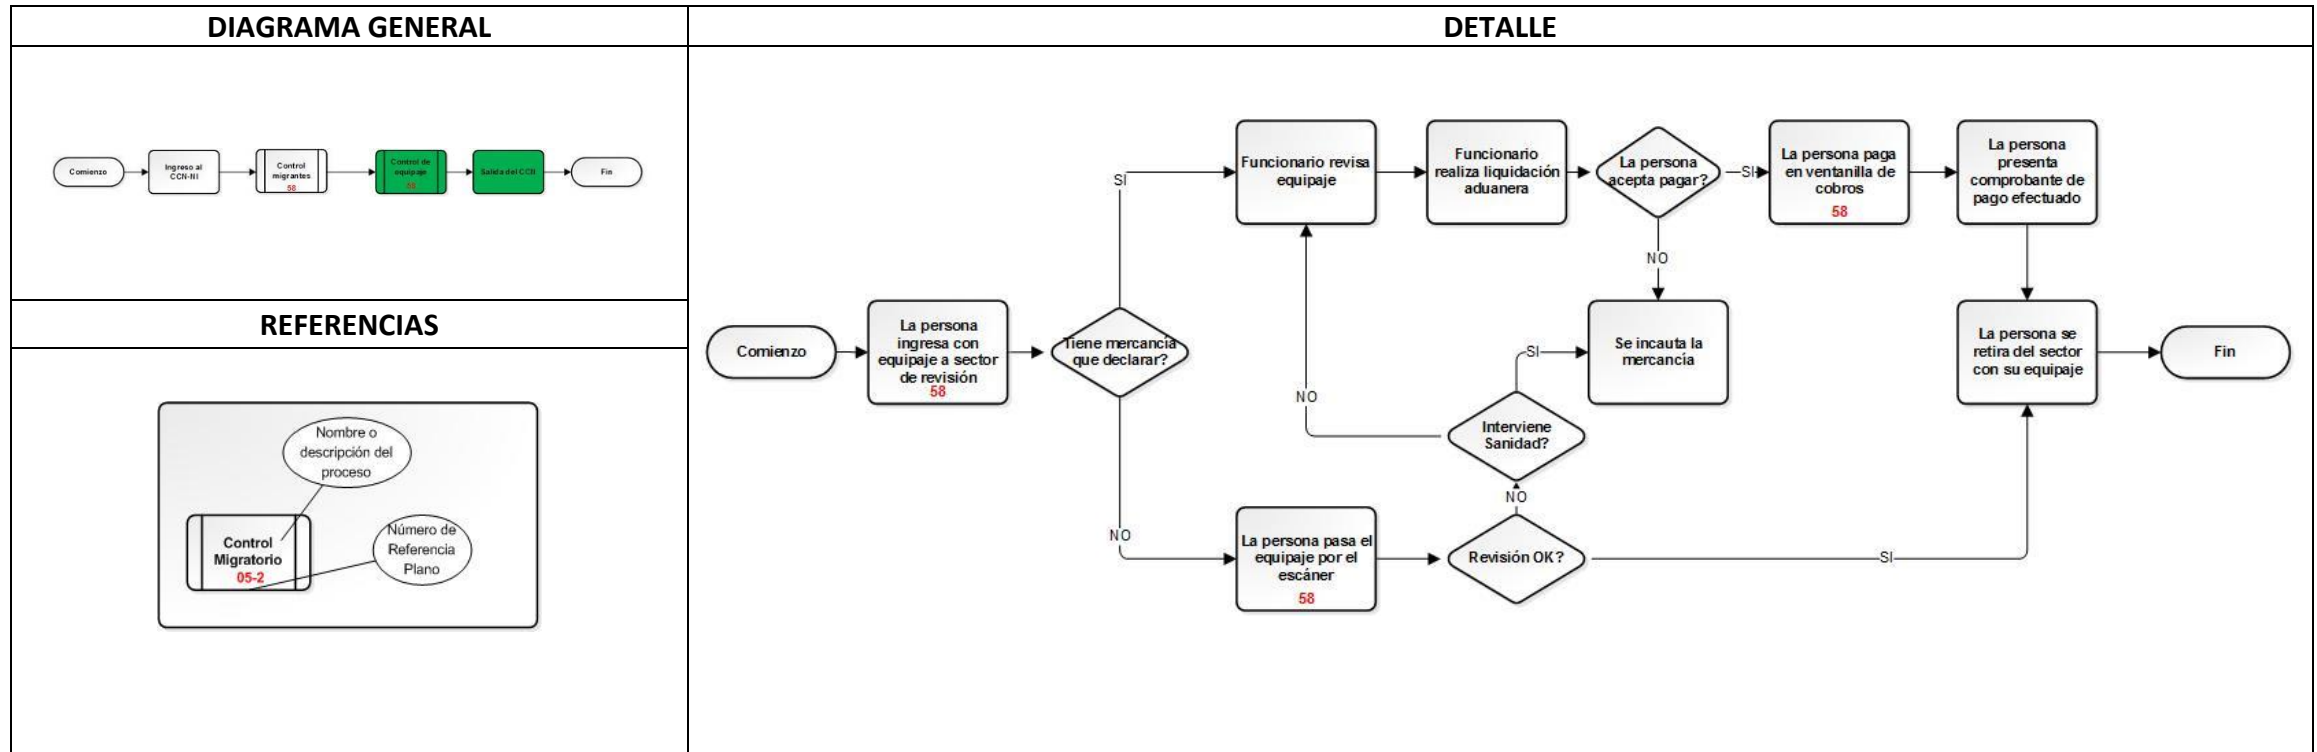 DIAGRAMA GENERAL
Comienzo
Ingreso al
CCN-NI
Control
migrantes
58
Control de
equipaje
58
Salida del CCN
Fin
REFERENCIAS
Nombre o
descripción del
proceso
Control
Migratorio
05-2
Número de
Referencia
Plano
DETALLE
Comienzo
La persona
ingresa con
equipaje a sector
de revisión
58
Tiene mercancía
que declarar?
SI
NO
Funcionario revisa
equipaje
Funcionario
realiza liquidación
aduanera
La persona
acepta pagar?
SI
NO
La persona paga
en ventanilla de
cobros
58
La persona
presenta
comprobante de
pago efectuado
Se incauta la
mercancía
La persona se
retira del sector
con su equipaje
Fin
Interviene
Sanidad?
SI
NO
La persona pasa el
equipaje por el
escáner
58
Revisión OK?
NO
SI